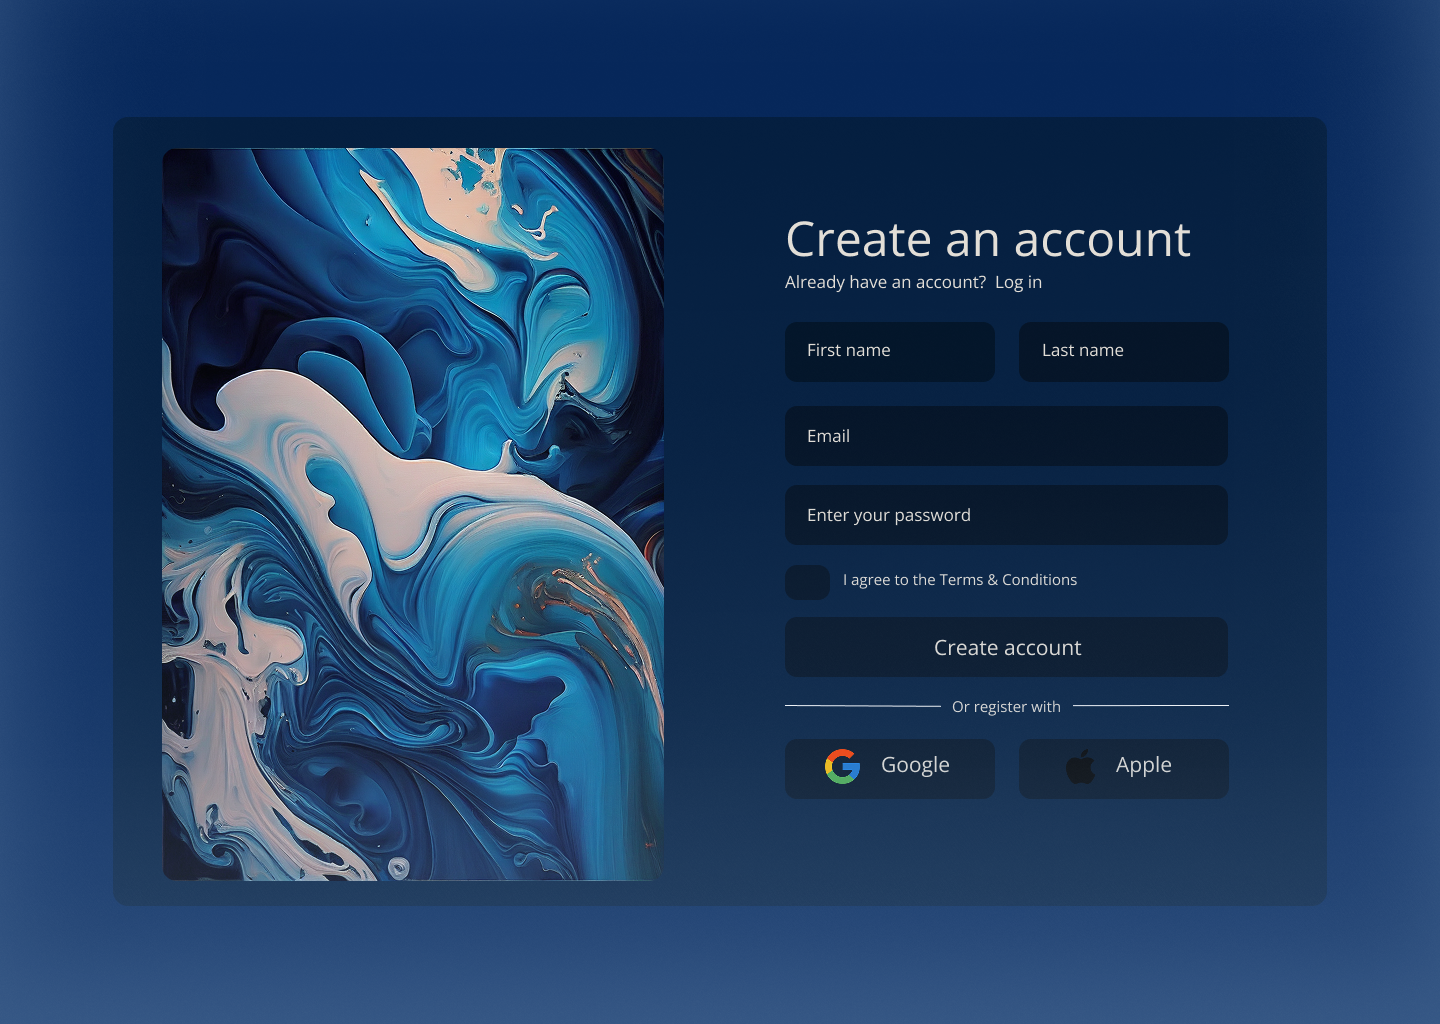 Create an account
Already have an account? Log in
First name
Last name
Email
Enter your password
I agree to the Terms & Conditions
Create account
Or register with
Google
Apple